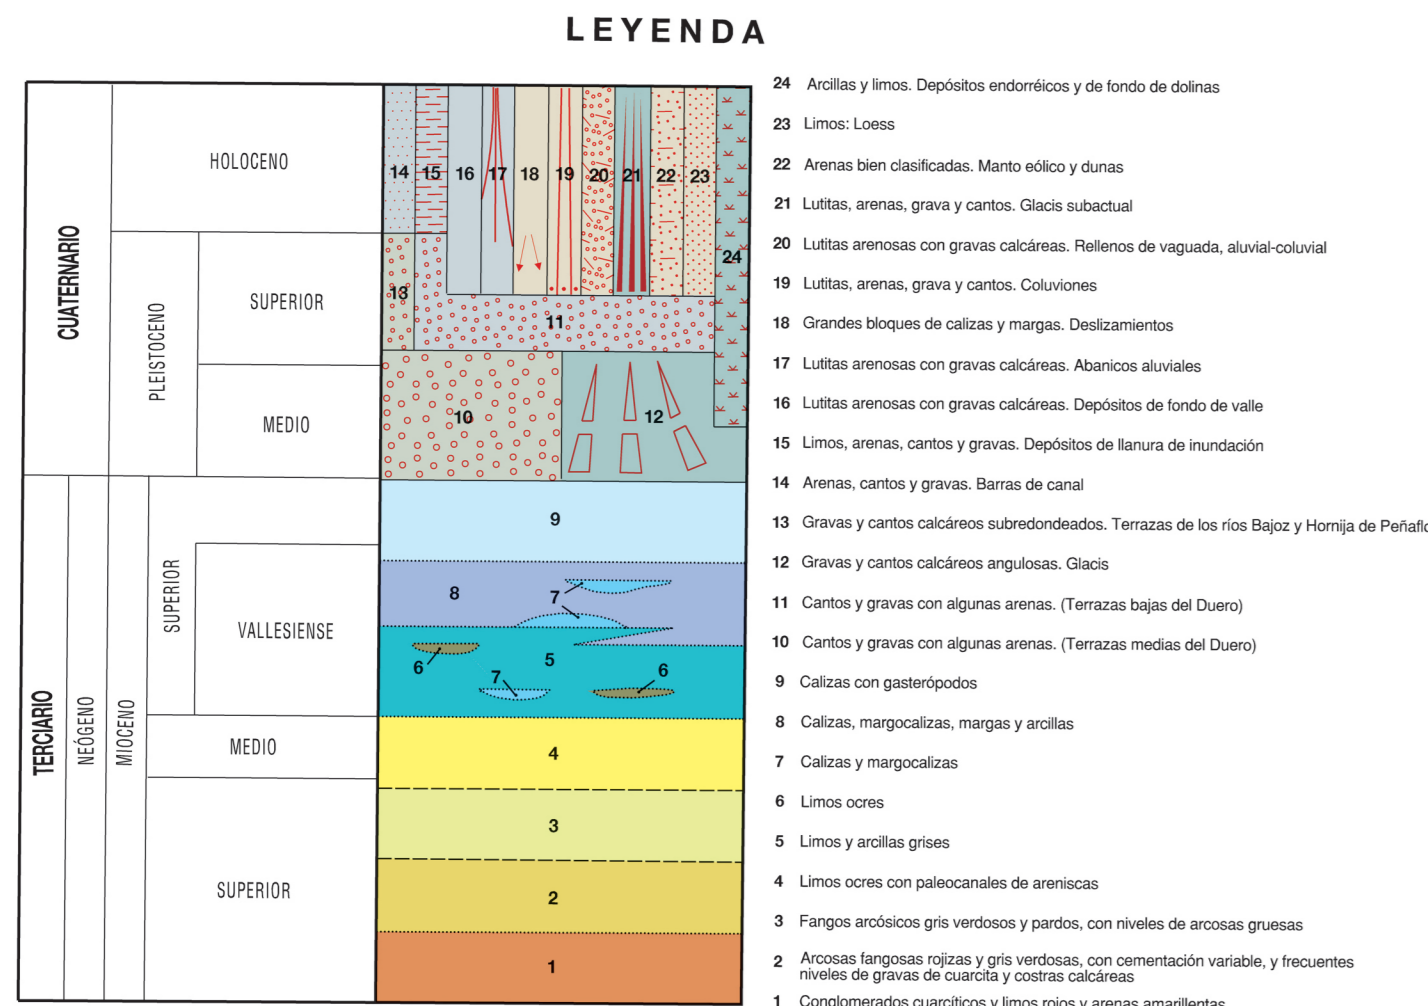 LEYENDA
CUATERNARIO
HOLOCENO
PLEISTOCENO
SUPERIOR
MEDIO
TERCIARIO
NEÓGENO
MIOCENO
SUPERIOR
VALLESIENSE
MEDIO
SUPERIOR
14 15 16 17 18 19 20 21 22 23
24
13
11
10
12
9
8
7
5
6
7
6
4
3
2
1
24 Arcillas y limos. Depósitos endorréicos y de fondo de dolinas
23 Limos: Loess
22 Arenas bien clasificadas. Manto eólico y dunas
21 Lutitas, arenas, grava y cantos. Glacis subactual
20 Lutitas arenosas con gravas calcáreas. Rellenos de vaguada, aluvial-coluvial
19 Lutitas, arenas, grava y cantos. Coluviones
18 Grandes bloques de calizas y margas. Deslizamientos
17 Lutitas arenosas con gravas calcáreas. Abanicos aluviales
16 Lutitas arenosas con gravas calcáreas. Depósitos de fondo de valle
15 Limos, arenas, cantos y gravas. Depósitos de llanura de inundación
14 Arenas, cantos y gravas. Barras de canal
13 Gravas y cantos calcáreos subredondeados. Terrazas de los ríos Bajoz y Hornija de
12 Gravas y cantos calcáreos angulosas. Glacis
11 Cantos y gravas con algunas arenas. (Terrazas bajas del Duero)
10 Cantos y gravas con algunas arenas. (Terrazas medias del Duero)
9 Calizas con gasterópodos
8 Calizas, margocalizas, margas y arcillas
7 Calizas y margocalizas
6 Limos ocres
5 Limos y arcillas grises
4 Limos ocres con paleocanales de areniscas
3 Fangos arcósicos gris verdosos y pardos, con niveles de arcosas gruesas
2 Arcosas fangosas rojizas y gris verdosas, con cementación variable, y frecuentes
niveles de gravas de cuarcita y costras calcáreas
1 Conglomerados cuarcíticos y limos rojos y arenas amarillentas